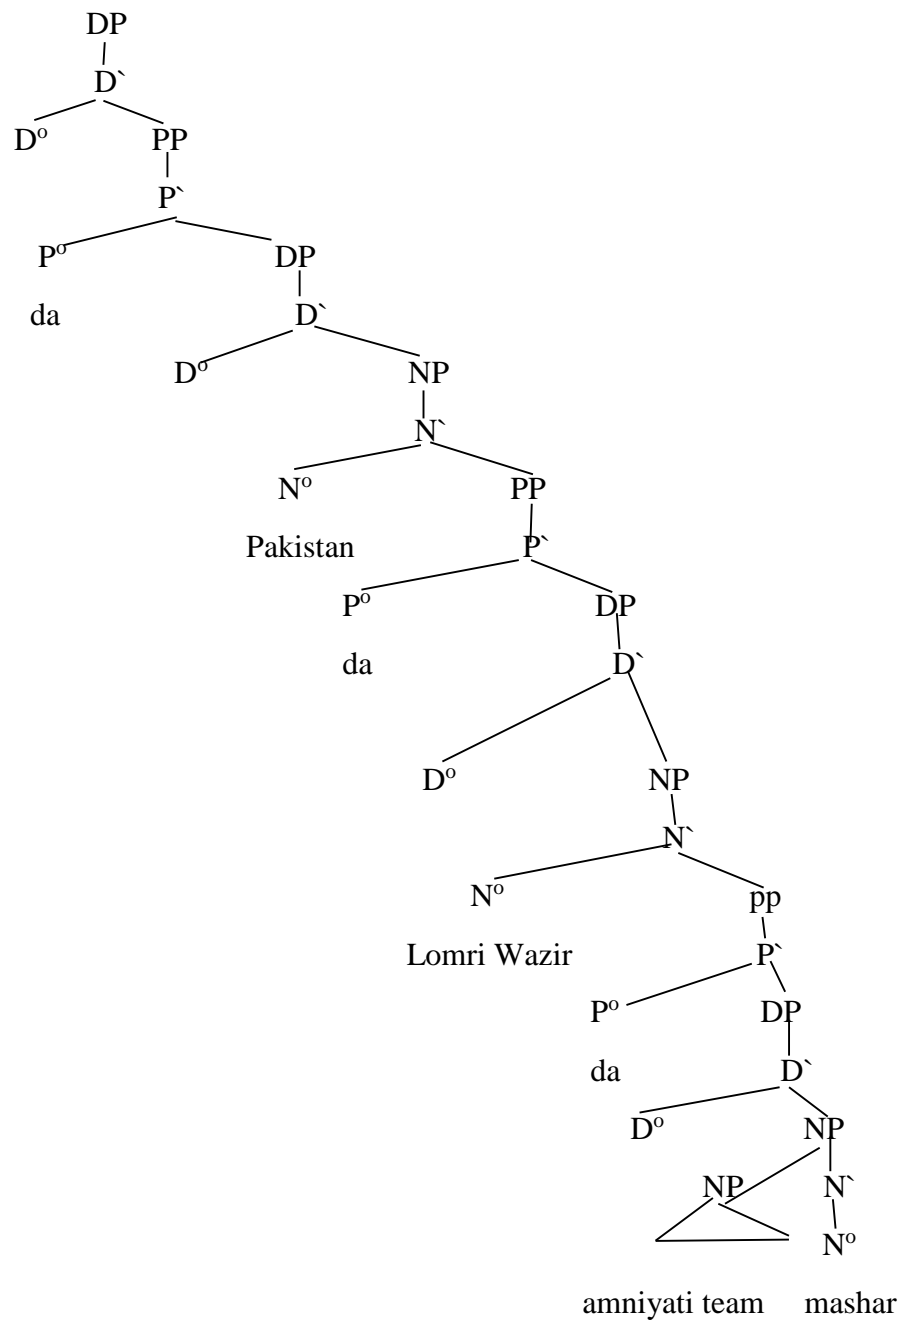 DP
D`
Dº PP
P`
Pº DP
da D`
Dº NP
N`
Nº PP
Pakistan P`
Pº DP
da D`
Dº NP
N`
Nº pp
Lomri Wazir P`
Pº DP
da D`
Dº NP
NP N`
Nº
amniyati team mashar